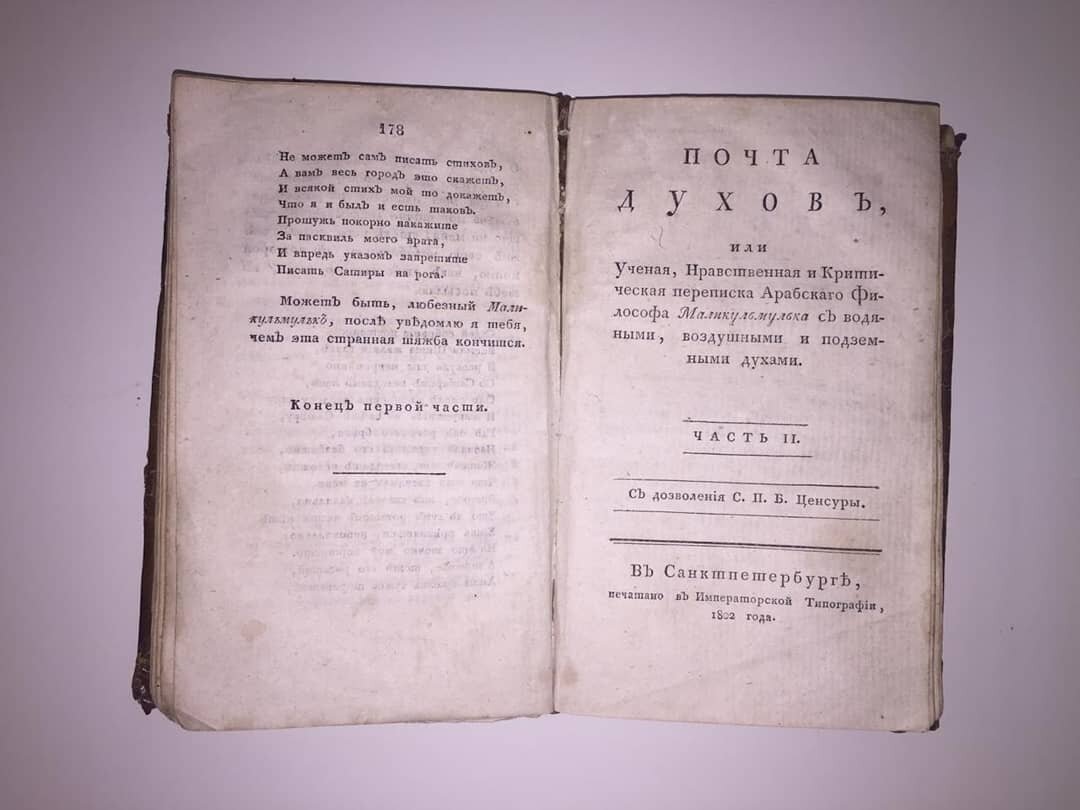 178
Не можетъ самъ писать стиховъ,
А вамъ весь городъ это скажетъ,
И всякой стихъ мой то докажетъ,
Что я и былъ и есть таковъ.
Прошужъ покорно накажите
За пасквиль моего врага,
И впредь указомъ запретите
Писать Сатиры на рога.
Можетъ быть, любезный Мали-
кульмулькъ, послѣ увѣдомлю я тебя,
чемъ эта странная тяжба кончится.
Конецъ первой части.
ПОЧТА
ДУХОВЪ,
или
Ученая, Нравственная и Крити-
ческая переписка Арабскаго Фи-
лософа Маликульмулька съ водя-
ными, воздушными и подзем-
ными духами.
ЧАСТЬ II.
Съ дозволенія С. П. Б. Ценсуры.
Въ Санктпетербургѣ,
печатано въ Императорской Типографіи,
1802 года.